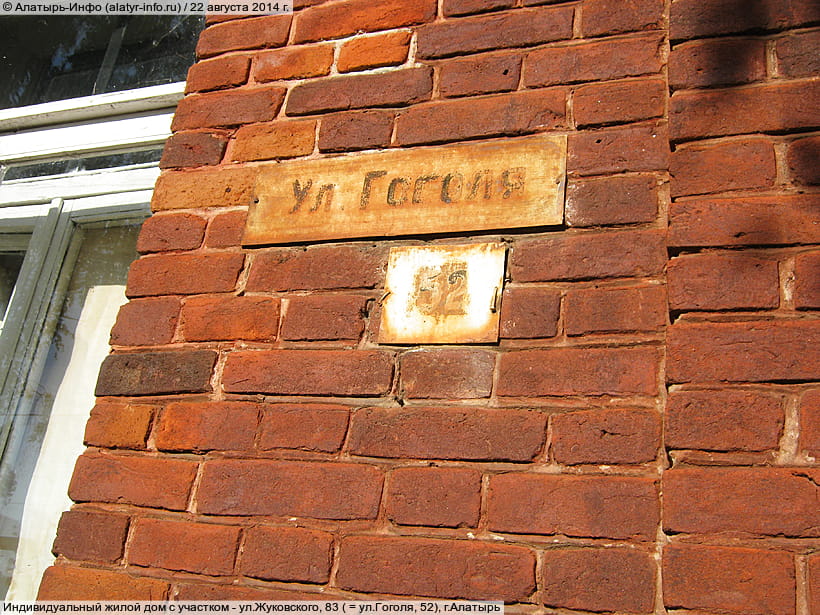 © Алатырь-Инфо (alatyr-info.ru) / 22 августа 2014 г.
Ул Гоголя
52
Индивидуальный жилой дом с участком - ул.Жуковского, 83 ( = ул.Гоголя, 52), г.Алатырь